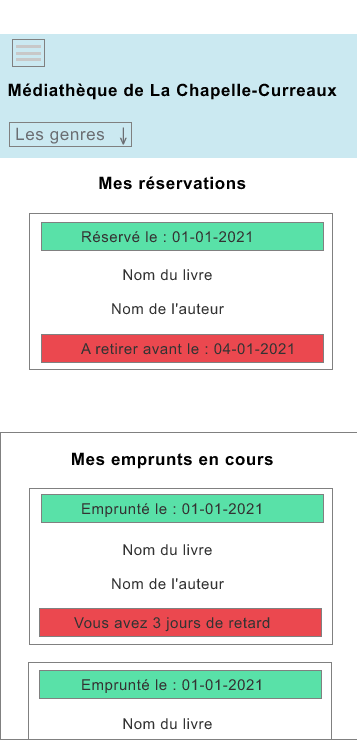 Médiathèque de La Chapelle-Curreaux
Les genres
Mes réservations
Réservé le : 01-01-2021
Nom du livre
Nom de l'auteur
A retirer avant le : 04-01-2021
Mes emprunts en cours
Emprunté le : 01-01-2021
Nom du livre
Nom de l'auteur
Vous avez 3 jours de retard
Emprunté le : 01-01-2021
Nom du livre